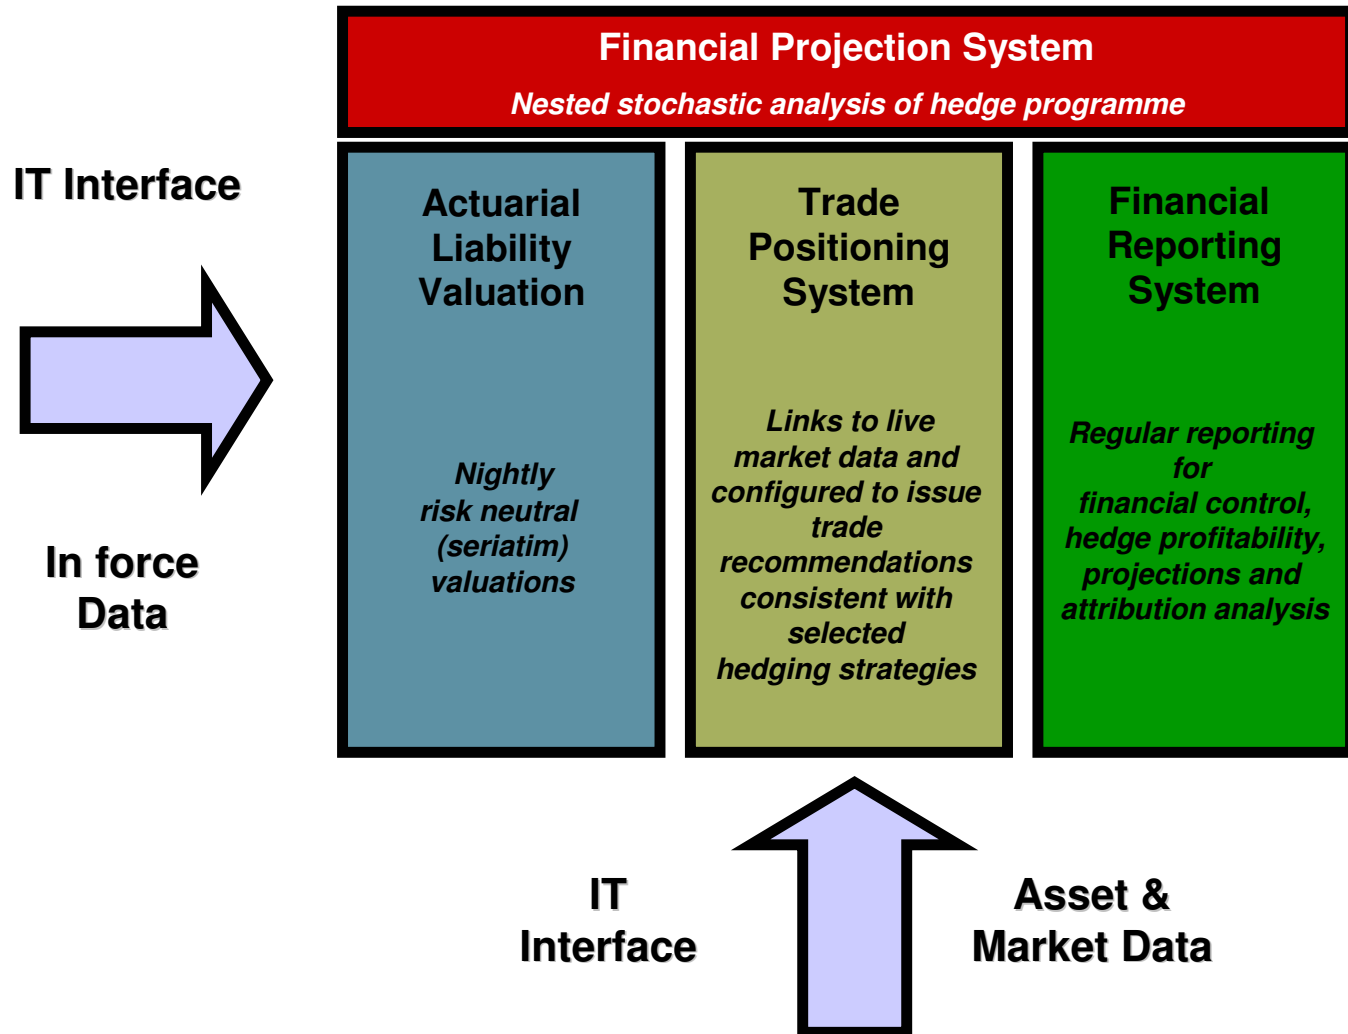 Financial Projection System
Nested stochastic analysis of hedge programme
IT Interface
In force
Data
Actuarial
Liability
Valuation
Nightly
risk neutral
(seriatim)
valuations
Trade
Positioning
System
Links to live
market data and
configured to issue
trade
recommendations
consistent with
selected
hedging strategies
Financial
Reporting
System
Regular reporting
for
financial control,
hedge profitability,
projections and
attribution analysis
IT
Interface
Asset &
Market Data